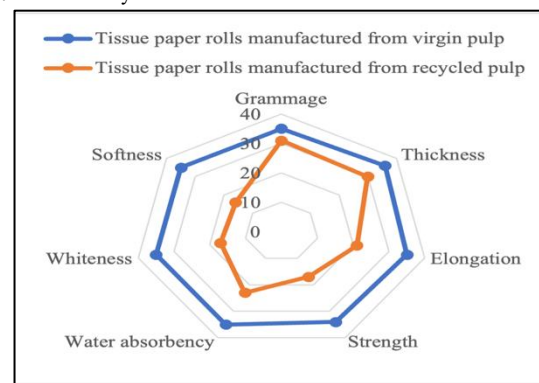 Tissue paper rolls manufactured from virgin pulp
Tissue paper rolls manufactured from recycled pulp
Grammage
40
30
20
10
0
Softness
Thickness
Whiteness
Elongation
Water absorbency
Strength